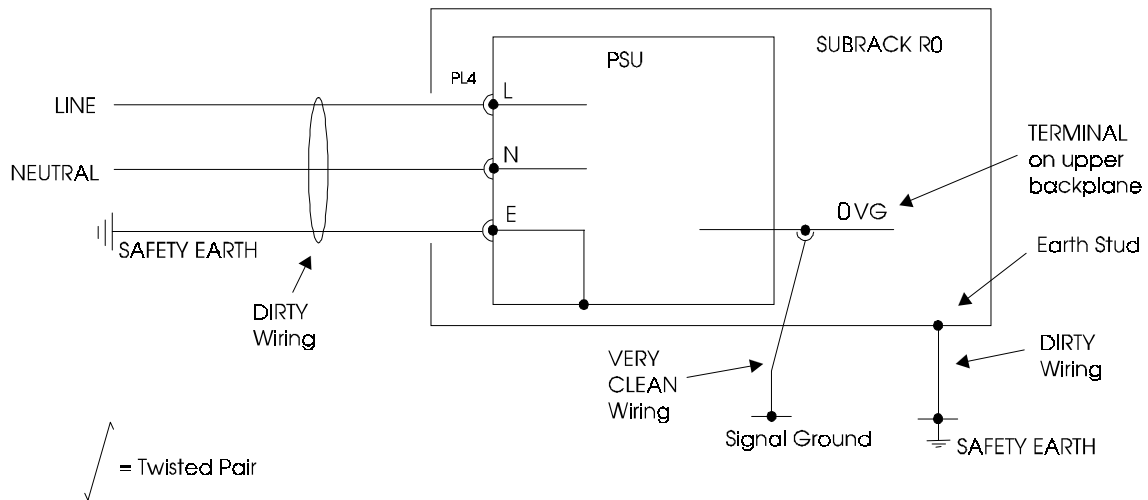 SUBRACK R0
PSU
PL4
L
LINE
N
NEUTRAL
TERMINAL
on upper
backplane
E
0VG
SAFETY EARTH
Earth Stud
DIRTY
Wiring
VERY
CLEAN
Wiring
DIRTY
Wiring
Signal Ground
SAFETY EARTH
= Twisted Pair